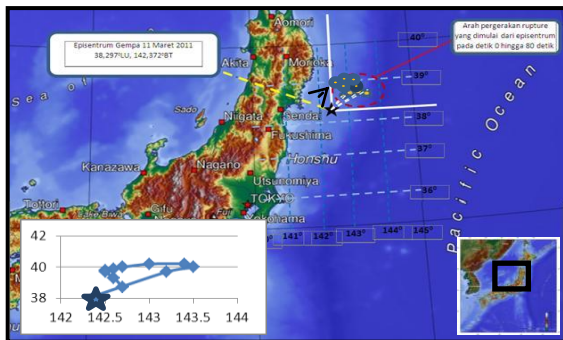 Aomori
Episentrum Gempa 11 Maret 2011
38,297°LU, 142,372°BT
Arah pergerakan rupture
yang dimulai dari episentrum
pada detik 0 hingga 80 detik
40°
Akita
Morioka
39°
Sea of
Sado
Niigata
Senda
38°
Fukushima
37°
Honshu
Kanazawa
Nagano
Utsunomiya
36°
Tottori
Gifu
TOKYO
Yokohama
Pacific Ocean
141°
142°
143°
144°
145°
42
40
38
142
142.5
143
143.5
144